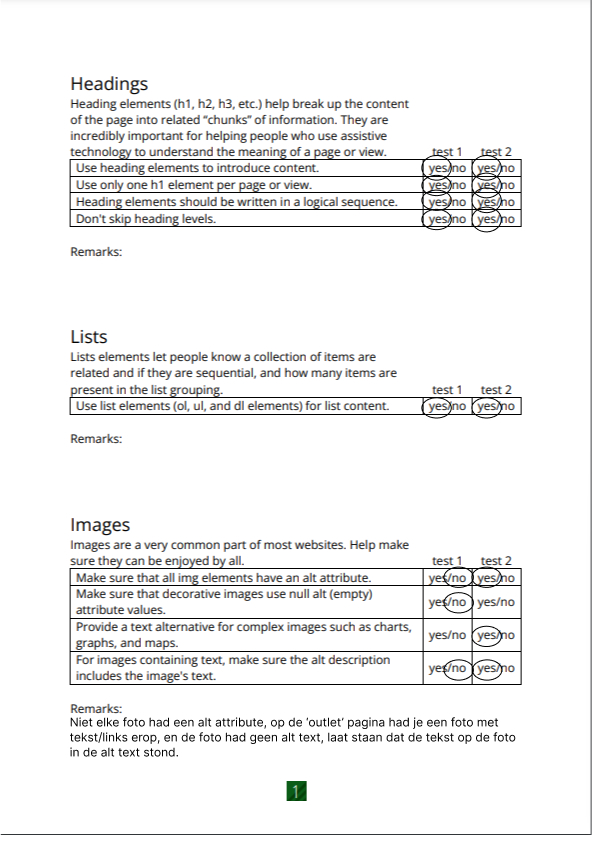 Headings
Heading elements (h1, h2, h3, etc.) help break up the content
of the page into related “chunks” of information. They are
incredibly important for helping people who use assistive
technology to understand the meaning of a page or view. test 1 test 2
Use heading elements to introduce content. yes/no yes/no
Use only one h1 element per page or view. yes/no yes/no
Heading elements should be written in a logical sequence. yes/no yes/no
Don't skip heading levels. yes/no yes/no
Remarks:
Lists
Lists elements let people know a collection of items are
related and if they are sequential, and how many items are
present in the list grouping. test 1 test 2
Use list elements (ol, ul, and dl elements) for list content. yes/no yes/no
Remarks:
Images
Images are a very common part of most websites. Help make
sure they can be enjoyed by all. test 1 test 2
Make sure that all img elements have an alt attribute. yes/no yes/no
Make sure that decorative images use null alt (empty)
attribute values. yes/no yes/no
Provide a text alternative for complex images such as charts,
graphs, and maps. yes/no yes/no
For images containing text, make sure the alt description
includes the image's text. yes/no yes/no
Remarks:
Niet elke foto had een alt attribute, op de ‘outlet’ pagina had je een foto met
tekst/links erop, en de foto had geen alt text, laat staan dat de tekst op de foto
in de alt text stond.
1